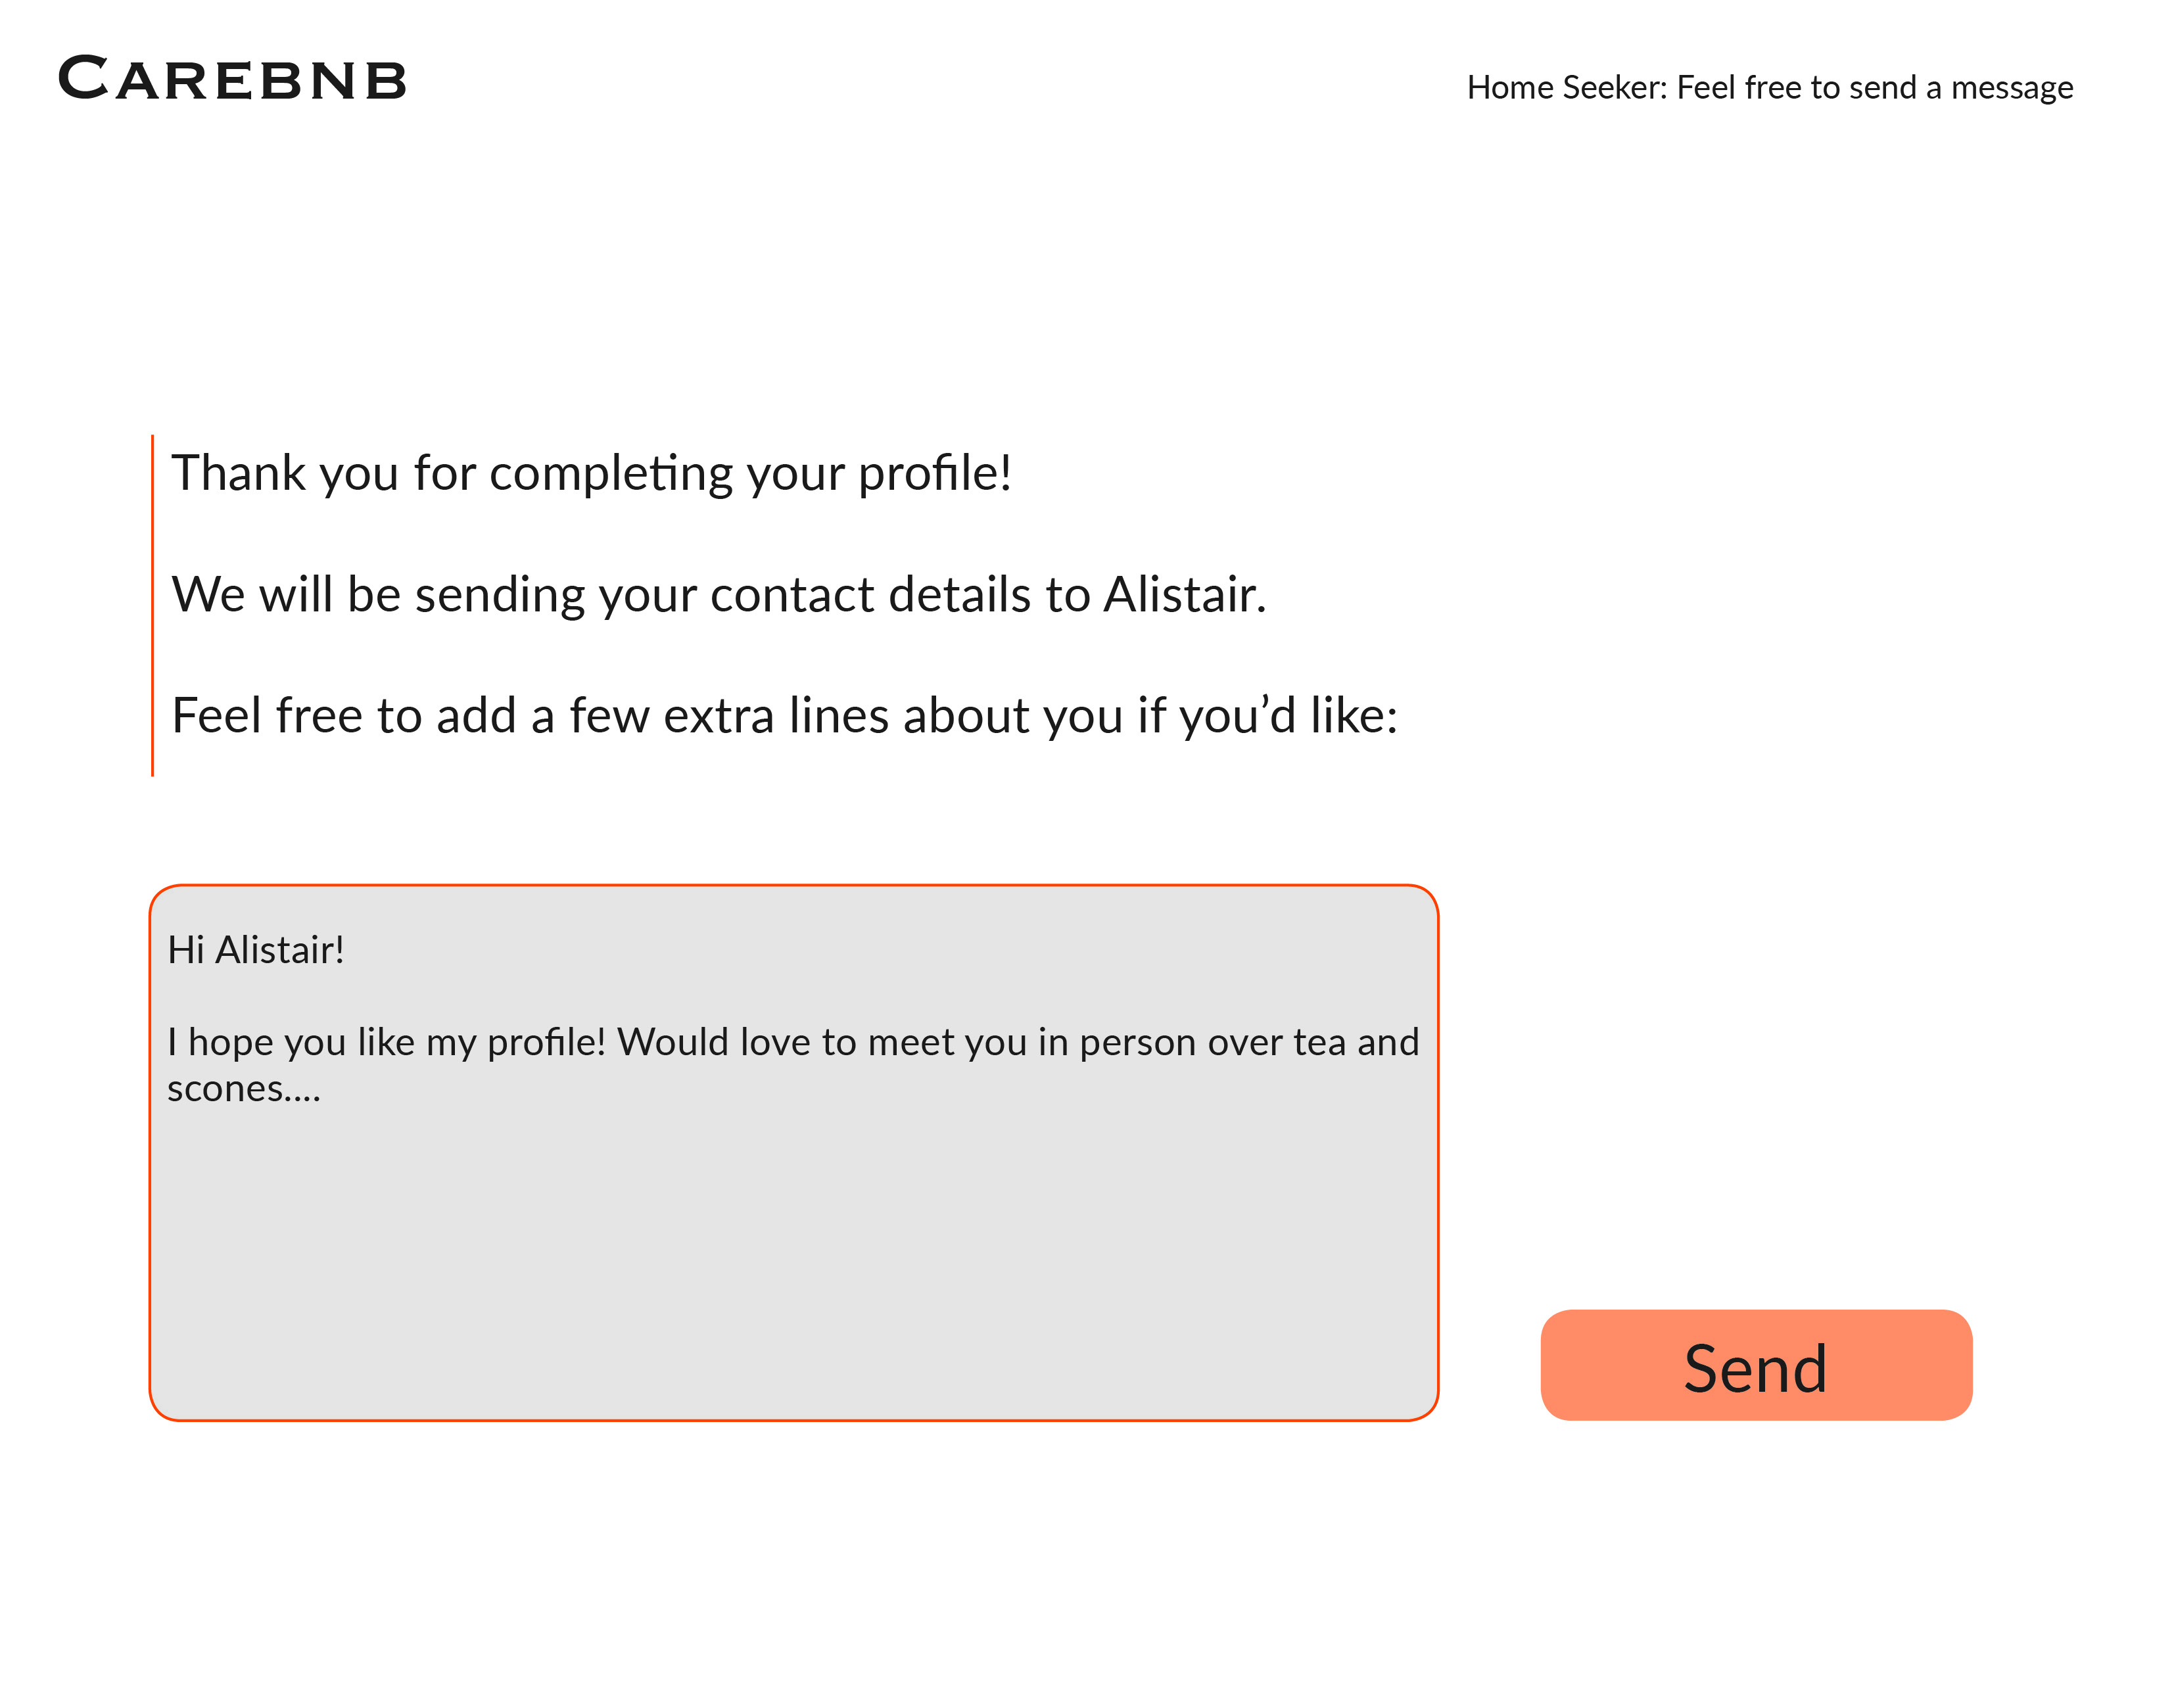 CAREBNB
Home Seeker: Feel free to send a message
Thank you for completing your profile!
We will be sending your contact details to Alistair.
Feel free to add a few extra lines about you if you’d like:
Hi Alistair!
I hope you like my profile! Would love to meet you in person over tea and
scones....
Send